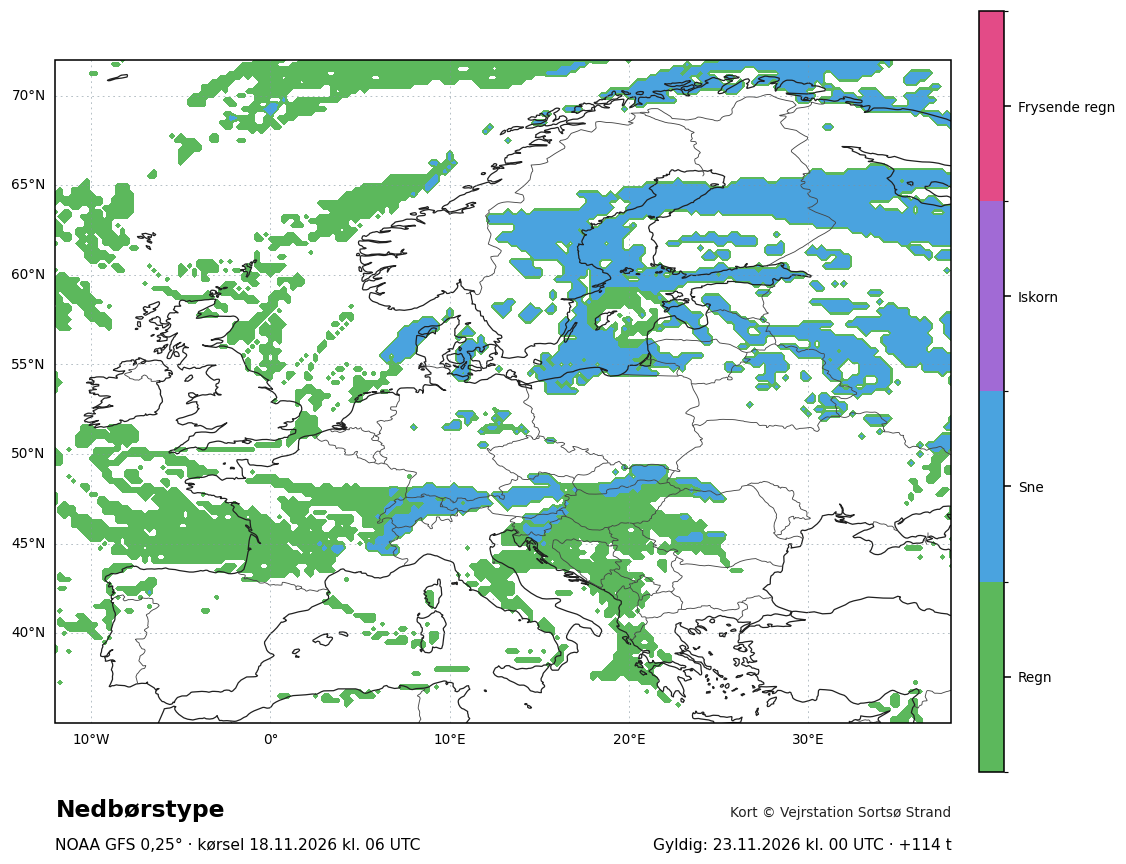 70°N
65°N
60°N
55°N
50°N
45°N
40°N
10°W
0°
10°E
20°E
30°E
Frysende regn
Iskorn
Sne
Regn
Nedbørstype
Kort © Vejrstation Sortsø Strand
NOAA GFS 0,25° · kørsel 18.11.2026 kl. 06 UTC
Gyldig: 23.11.2026 kl. 00 UTC · +114 t